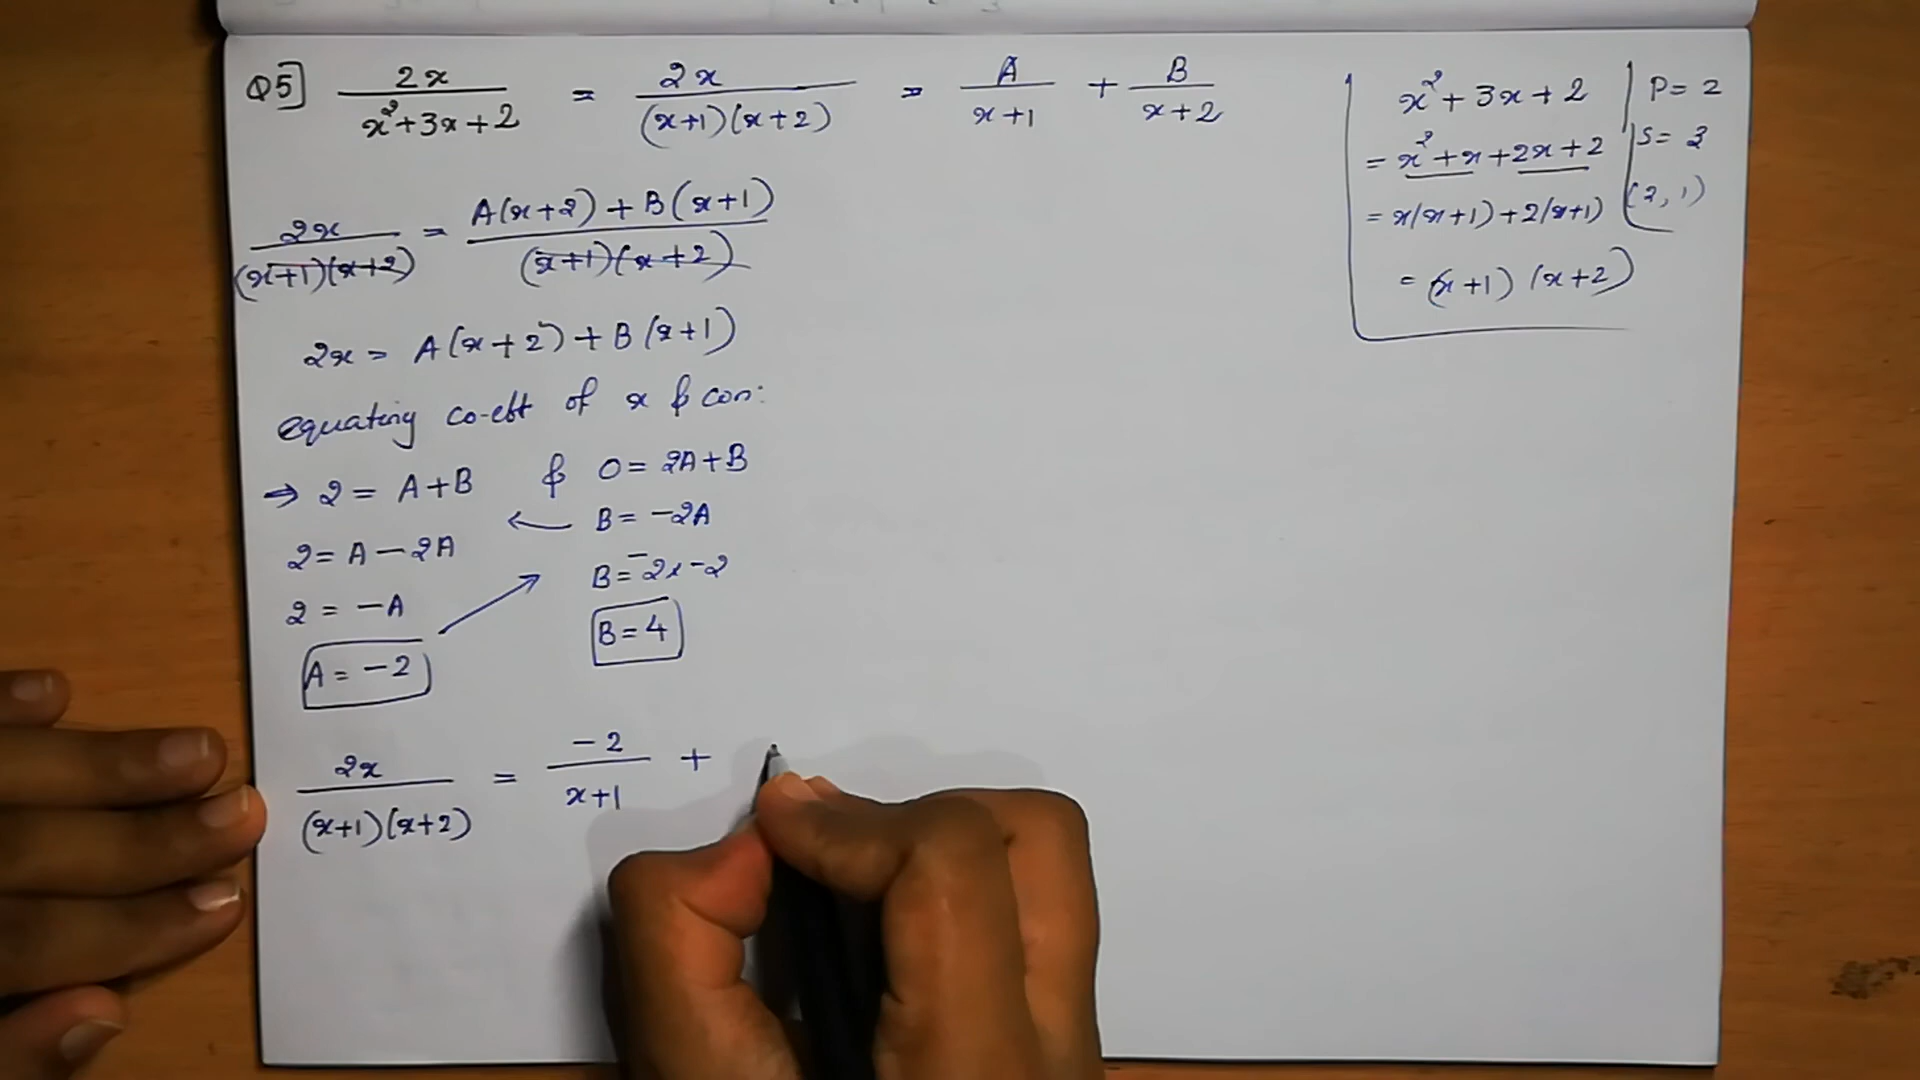 Q5] 2x / x²+3x+2 = 2x / (x+1)(x+2) = A / x+1 + B / x+2
2x / (x+1)(x+2) = A(x+2) + B(x+1) / (x+1)(x+2)
2x = A(x+2) + B(x+1)
equating co-eft of x & con:
⇒ 2 = A+B & 0 = 2A+B
B = -2A
2 = A - 2A
B = -2x-2
2 = -A
B = 4
A = -2
2x / (x+1)(x+2) = -2 / x+1 +
x²+3x+2
P = 2
= x²+x+2x+2
S = 3
= x(x+1)+2(x+1)
(2,1)
= (x+1) (x+2)